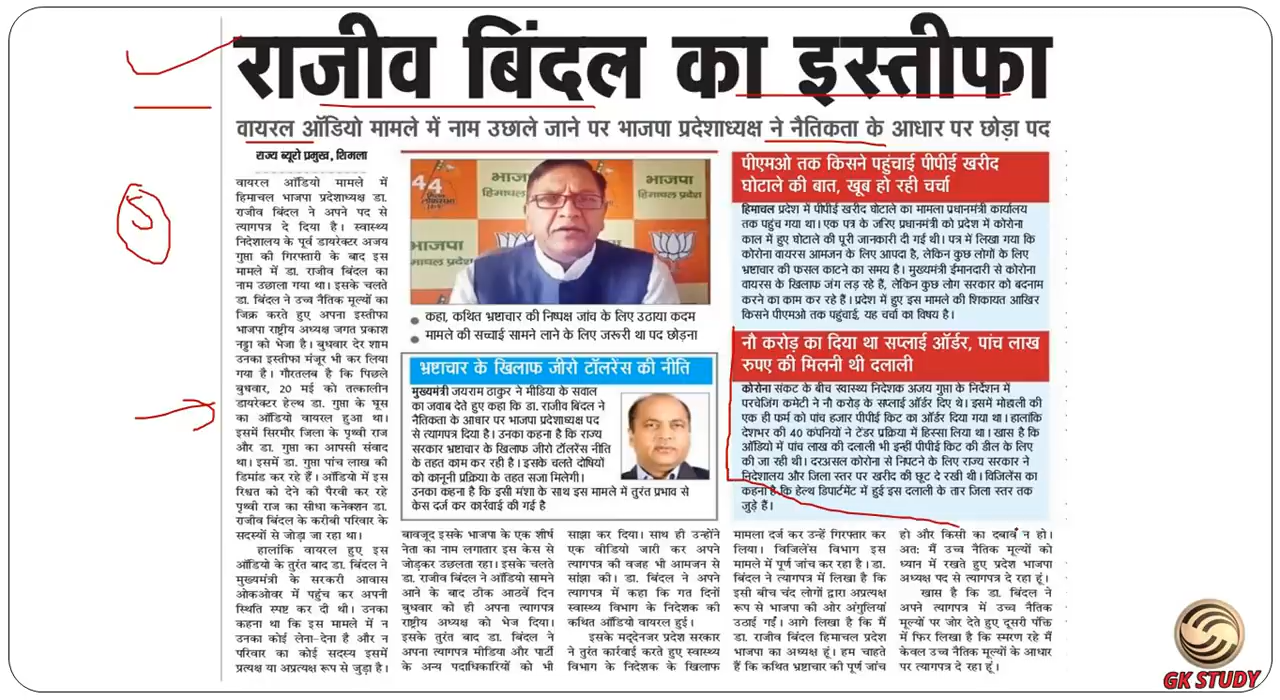 राजीव बिंदल का इस्तीफा
वायरल ऑडियो मामले में नाम उछाले जाने पर भाजपा प्रदेशाध्यक्ष ने नैतिकता के आधार पर छोड़ा पद
राज्य ब्यूरो प्रमुख, शिमला
वायरल ऑडियो मामले में
हिमाचल भाजपा प्रदेशाध्यक्ष डा.
राजीव बिंदल ने अपने पद से
त्यागपत्र दे दिया है। स्वास्थ्य
निदेशालय के पूर्व डायरेक्टर अजय
गुप्ता की गिरफ्तारी के बाद इस
मामले में डा. राजीव बिंदल का
नाम उछाला गया था। इसके चलते
डा. बिंदल ने उच्च नैतिक मूल्यों का
जिक्र करते हुए अपना इस्तीफा
भाजपा राष्ट्रीय अध्यक्ष जगत प्रकाश
नड्डा को भेजा है। बुधवार देर शाम
उनका इस्तीफा मंजूर भी कर लिया
गया है। गौरतलब है कि पिछले
बुधवार, 20 मई को तत्कालीन
डायरेक्टर हेल्थ डा. गुप्ता के घूस
का ऑडियो वायरल हुआ था।
इसमें सिरमौर जिला के पृथ्वी राज
और डा. गुप्ता का आपसी संवाद
था। इसमें डा. गुप्ता पांच लाख की
डिमांड कर रहे हैं। ऑडियो में इस
रिश्वत को देने की पैरवी कर रहे
पृथ्वी राज का सीधा कनेक्शन डा.
राजीव बिंदल के करीबी परिवार के
सदस्यों से जोड़ा जा रहा था।
हालांकि वायरल हुए इस
ऑडियो के तुरंत बाद डा. बिंदल ने
मुख्यमंत्री के सरकरी आवास
ओकओवर में पहुंच कर अपनी
स्थिति स्पष्ट कर दी थी। उनका
कहना था कि इस मामले में न
उनका कोई लेना-देना है और न
परिवार का कोई सदस्य इसमें
प्रत्यक्ष या अप्रत्यक्ष रूप से जुड़ा है।
44
भाजपा
हिमाचल प्रदेश
भाजपा
हिमाचल प्रदेश
भाजपा
हिमाचल प्रदेश
कहा, कथित भ्रष्टाचार की निष्पक्ष जांच के लिए उठाया कदम
मामले की सच्चाई सामने लाने के लिए जरूरी था पद छोड़ना
भ्रष्टाचार के खिलाफ जीरो टॉलरेंस की नीति
मुख्यमंत्री जयराम ठाकुर ने मीडिया के सवाल
का जवाब देते हुए कहा कि डा. राजीव बिंदल ने
नैतिकता के आधार पर भाजपा प्रदेशाध्यक्ष पद
से त्यागपत्र दिया है। उनका कहना है कि राज्य
सरकार भ्रष्टाचार के खिलाफ जीरो टॉलरेंस नीति
के तहत काम कर रही है। इसके चलते दोषियों
को कानूनी प्रक्रिया के तहत सजा मिलेगी।
उनका कहना है कि इसी मंशा के साथ इस मामले में तुरंत प्रभाव से
केस दर्ज कर कार्रवाई की गई है
पीएमओ तक किसने पहुंचाई पीपीई खरीद
घोटाले की बात, खूब हो रही चर्चा
हिमाचल प्रदेश में पीपीई खरीद घोटाले का मामला प्रधानमंत्री कार्यालय
तक पहुंच गया था। एक पत्र के जरिए प्रधानमंत्री को प्रदेश में कोरोना
काल में हुए घोटाले की पूरी जानकारी दी गई थी। पत्र में लिखा गया कि
कोरोना वायरस आमजन के लिए आपदा है, लेकिन कुछ लोगों के लिए
भ्रष्टाचार की फसल काटने का समय है। मुख्यमंत्री ईमानदारी से कोरोना
वायरस के खिलाफ जंग लड़ रहे हैं, लेकिन कुछ लोग सरकार को बदनाम
करने का काम कर रहे हैं। प्रदेश में हुए इस मामले की शिकायत आखिर
किसने पीएमओ तक पहुंचाई, यह चर्चा का विषय है।
नौ करोड़ का दिया था सप्लाई ऑर्डर, पांच लाख
रुपए की मिलनी थी दलाली
कोरोना संकट के बीच स्वास्थ्य निदेशक अजय गुप्ता के निर्देशन में
परचेजिंग कमेटी ने नौ करोड़ के सप्लाई ऑर्डर दिए थे। इसमें मोहाली की
एक ही फर्म को पांच हजार पीपीई किट का ऑर्डर दिया गया था। हालांकि
देशभर की 40 कंपनियों ने टेंडर प्रक्रिया में हिस्सा लिया था। खास है कि
ऑडियो में पांच लाख की दलाली भी इन्हीं पीपीई किट की डील के लिए
की जा रही थी। दरअसल कोरोना से निपटने के लिए राज्य सरकार ने
निदेशालय और जिला स्तर पर खरीद की छूट दे रखी थी। विजिलेंस का
कहना है कि हेल्थ डिपार्टमेंट में हुई इस दलाली के तार जिला स्तर तक
जुड़े हैं।
बावजूद इसके भाजपा के एक शीर्ष
नेता का नाम लगातार इस केस से
जोड़कर उछलता रहा। इसके चलते
डा. राजीव बिंदल ने ऑडियो सामने
आने के बाद ठीक आठवें दिन
बुधवार को ही अपना त्यागपत्र
राष्ट्रीय अध्यक्ष को भेज दिया।
इसके तुरंत बाद डा. बिंदल ने
अपना त्यागपत्र मीडिया और पार्टी
के अन्य पदाधिकारियों को भी
साझा कर दिया। साथ ही उन्होंने
एक वीडियो जारी कर अपने
त्यागपत्र की वजह भी आमजन से
सांझा की। डा. बिंदल ने अपने
त्यागपत्र में कहा कि गत दिनों
स्वास्थ्य विभाग के निदेशक की
कथित ऑडियो वायरल हुई।
इसके मद्देनजर प्रदेश सरकार
ने तुरंत कार्रवाई करते हुए स्वास्थ्य
विभाग के निदेशक के खिलाफ
मामला दर्ज कर उन्हें गिरफ्तार कर
लिया। विजिलेंस विभाग इस
मामले में पूर्ण जांच कर रहा है। डा.
बिंदल ने त्यागपत्र में लिखा है कि
इसी बीच चंद लोगों द्वारा अप्रत्यक्ष
रूप से भाजपा की ओर अंगुलियां
उठाई गईं। आगे लिखा है कि मैं
डा. राजीव बिंदल हिमाचल प्रदेश
भाजपा का अध्यक्ष हूं। हम चाहते
हैं कि कथित भ्रष्टाचार की पूर्ण जांच
हो और किसी का दबाव न हो।
अत: मैं उच्च नैतिक मूल्यों को
ध्यान में रखते हुए प्रदेश भाजपा
अध्यक्ष पद से त्यागपत्र दे रहा हूं।
खास है कि डा. बिंदल ने
अपने त्यागपत्र में उच्च नैतिक
मूल्यों पर जोर देते हुए दूसरी पंक्ति
में फिर लिखा है कि स्मरण रहे मैं
केवल उच्च नैतिक मूल्यों के आधार
पर त्यागपत्र दे रहा हूं।
GK STUDY